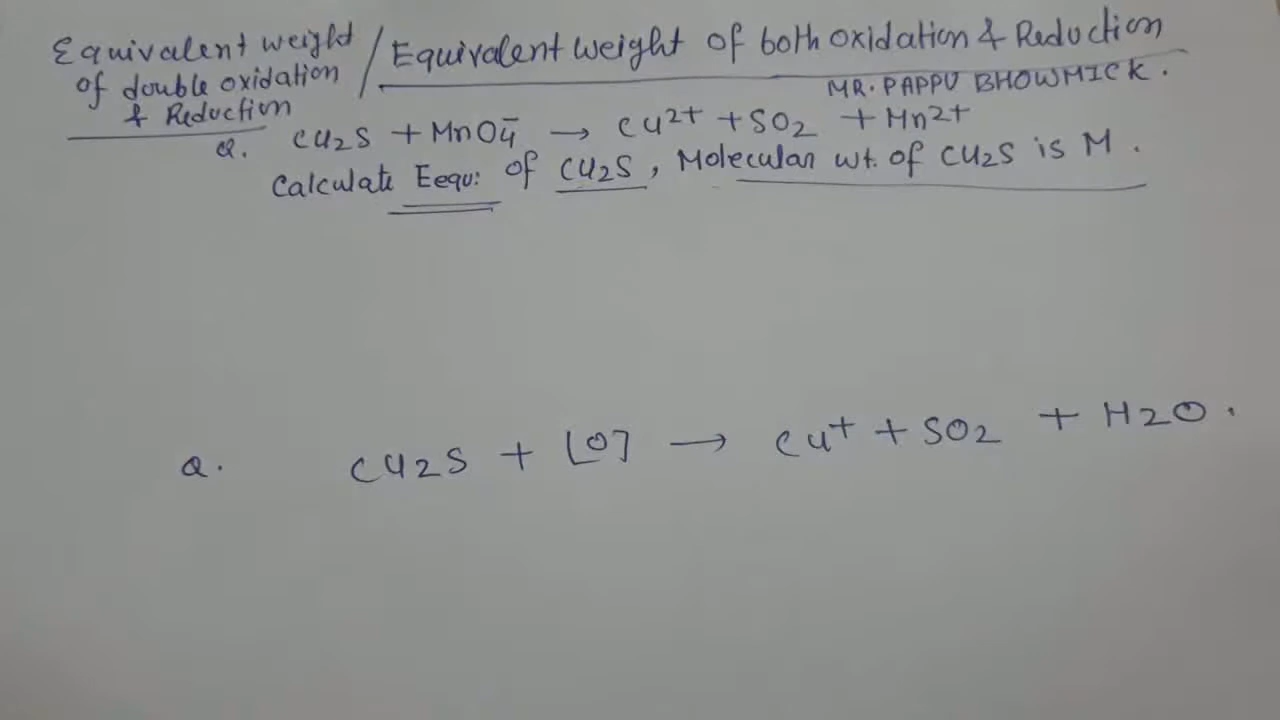 Equivalent weight
of double oxidation
& Reduction
/ Equivalent weight of both oxidation & Reduction
MR. PAPPU BHOWMICK.
Q. Cu2S + MnO4̄ → Cu2+ + SO2 + Mn2+
Calculate Eequ: of Cu2S, Molecular wt. of Cu2S is M.
Q. Cu2S + [O] → Cu+ + SO2 + H2O.